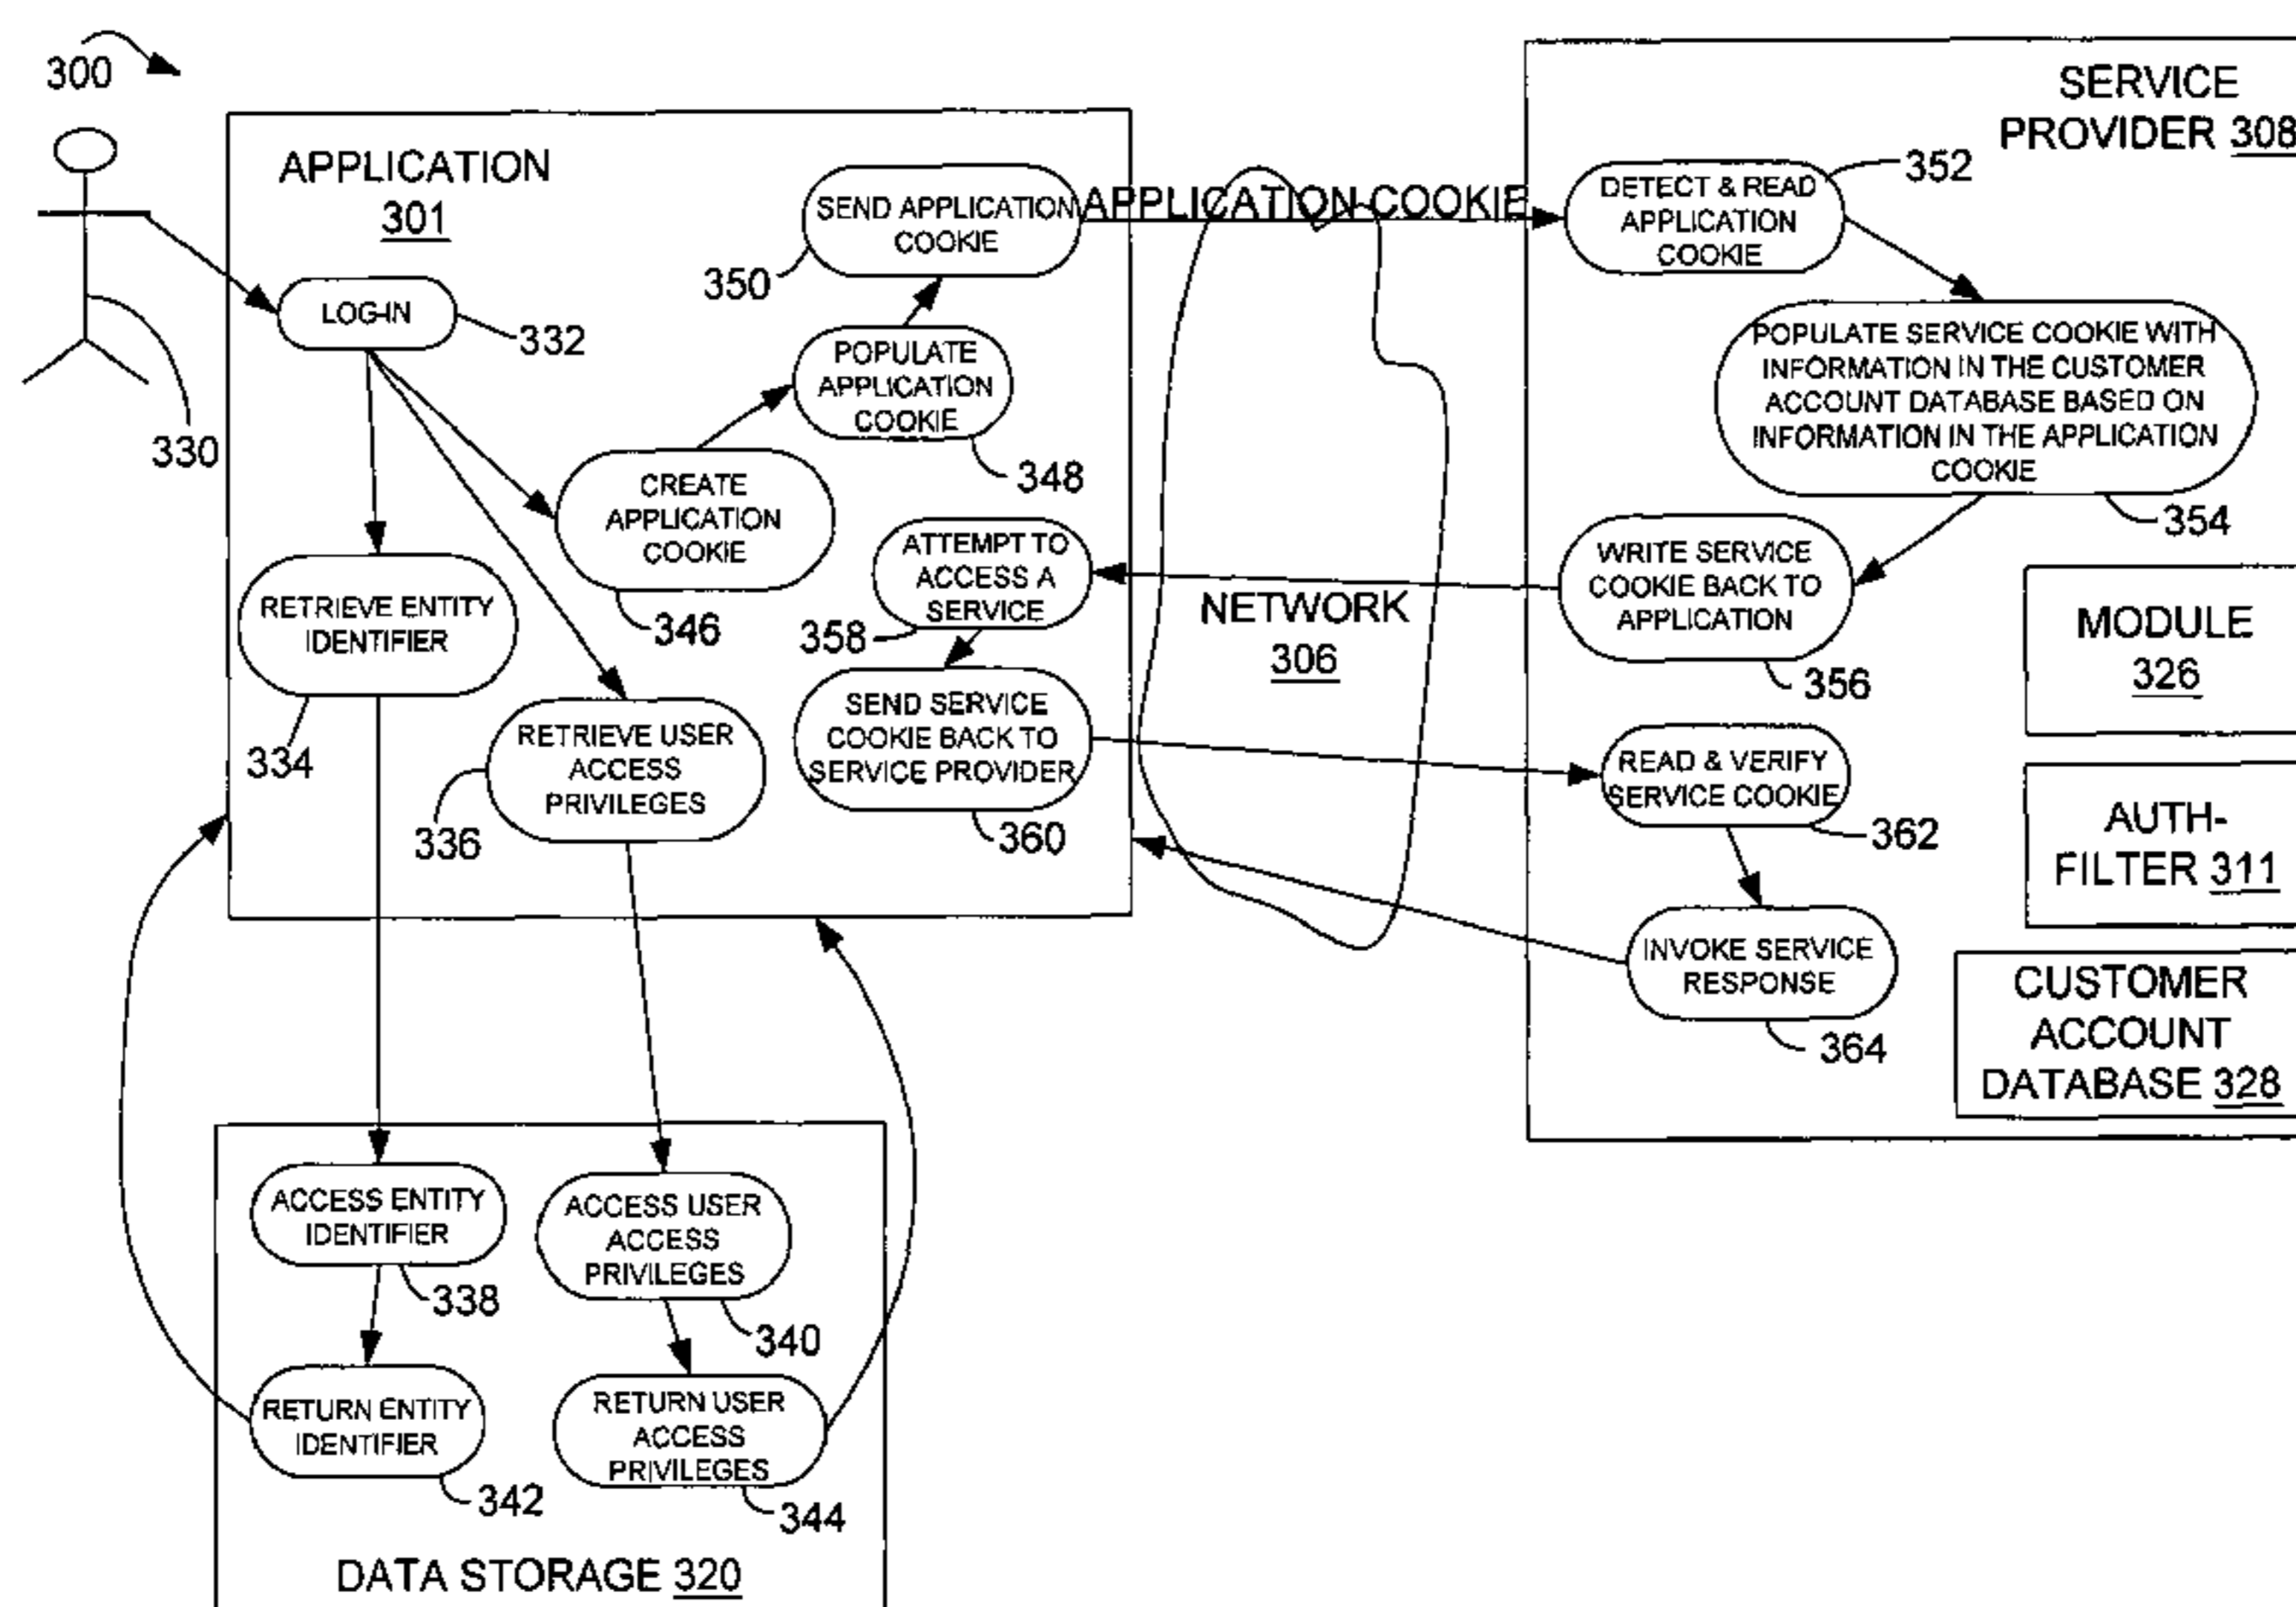 300
APPLICATION
301
LOG-IN
332
330
RETRIEVE ENTITY
IDENTIFIER
334
RETRIEVE USER
ACCESS
PRIVILEGES
336
CREATE
APPLICATION
COOKIE
346
POPULATE
APPLICATION
COOKIE
348
SEND APPLICATION
COOKIE
350
ATTEMPT TO
ACCESS A
SERVICE
358
SEND SERVICE
COOKIE BACK TO
SERVICE PROVIDER
360
APPLICATION COOKIE
NETWORK
306
SERVICE
PROVIDER 308
DETECT & READ
APPLICATION
COOKIE
352
POPULATE SERVICE COOKIE WITH
INFORMATION IN THE CUSTOMER
ACCOUNT DATABASE BASED ON
INFORMATION IN THE APPLICATION
COOKIE
354
WRITE SERVICE
COOKIE BACK TO
APPLICATION
356
READ & VERIFY
SERVICE COOKIE
362
INVOKE SERVICE
RESPONSE
364
MODULE
326
AUTH-
FILTER 311
CUSTOMER
ACCOUNT
DATABASE 328
ACCESS ENTITY
IDENTIFIER
338
RETURN ENTITY
IDENTIFIER
342
ACCESS USER
ACCESS
PRIVILEGES
340
RETURN USER
ACCESS
PRIVILEGES
344
DATA STORAGE 320